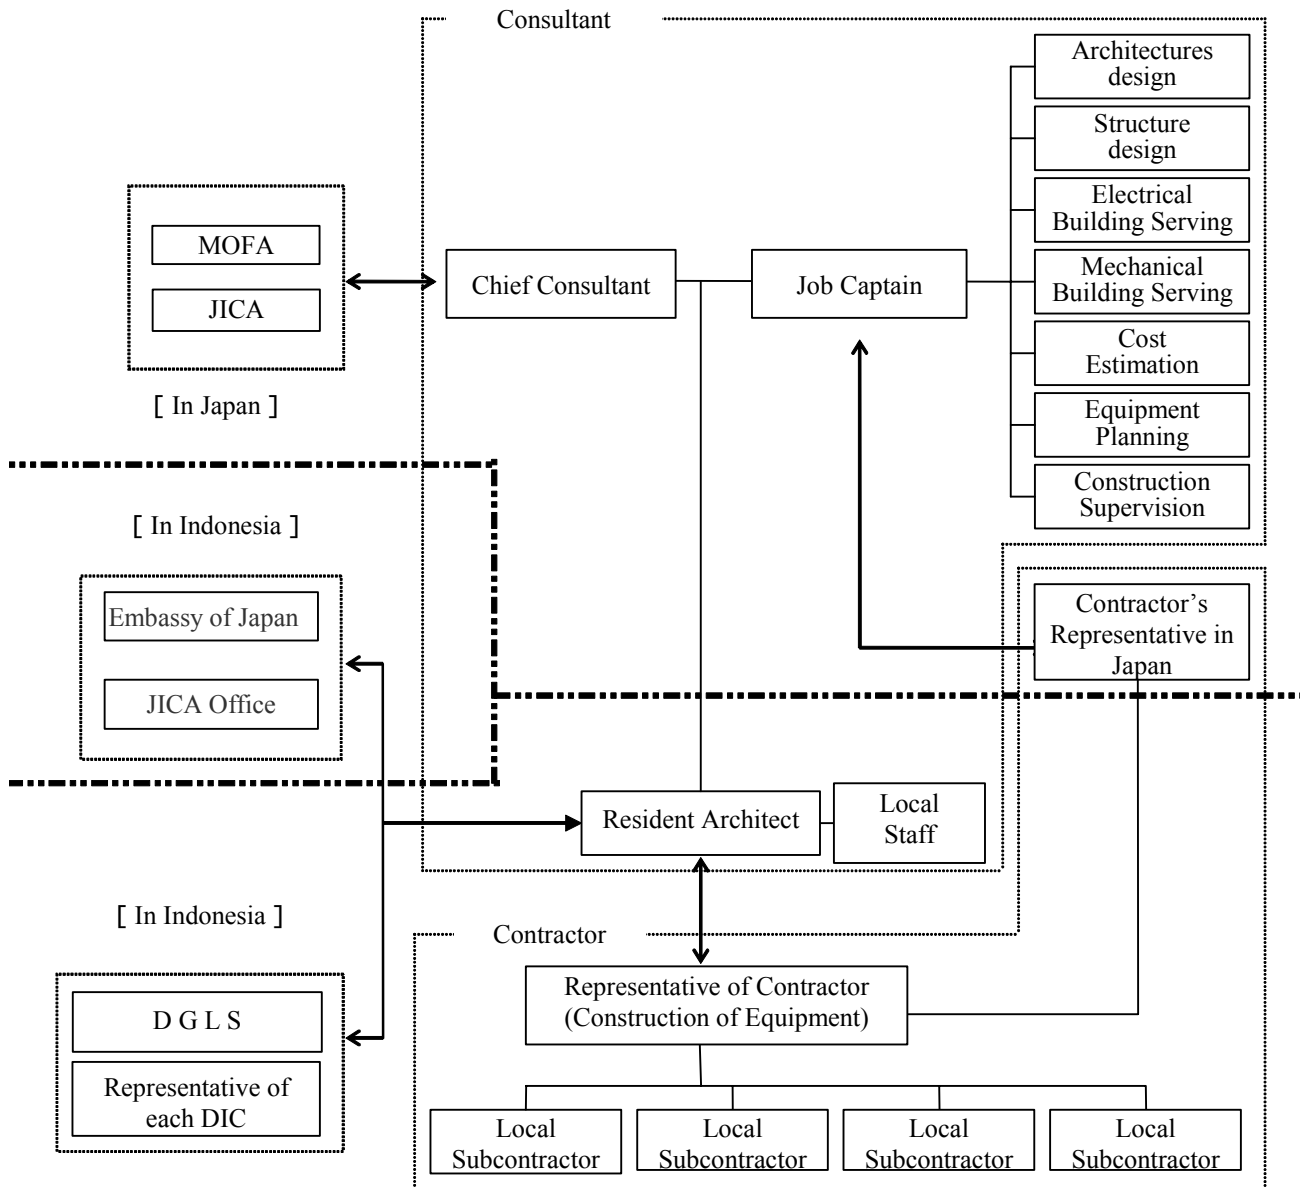 Consultant
Architectures
design
Structure
design
Electrical
Building Serving
Mechanical
Building Serving
Cost
Estimation
Equipment
Planning
Construction
Supervision
MOFA
JICA
[ In Japan ]
Chief Consultant
Job Captain
[ In Indonesia ]
Embassy of Japan
JICA Office
Contractor’s
Representative in
Japan
Resident Architect
Local
Staff
[ In Indonesia ]
D G L S
Representative of
each DIC
Contractor
Representative of Contractor
(Construction of Equipment)
Local
Subcontractor
Local
Subcontractor
Local
Subcontractor
Local
Subcontractor